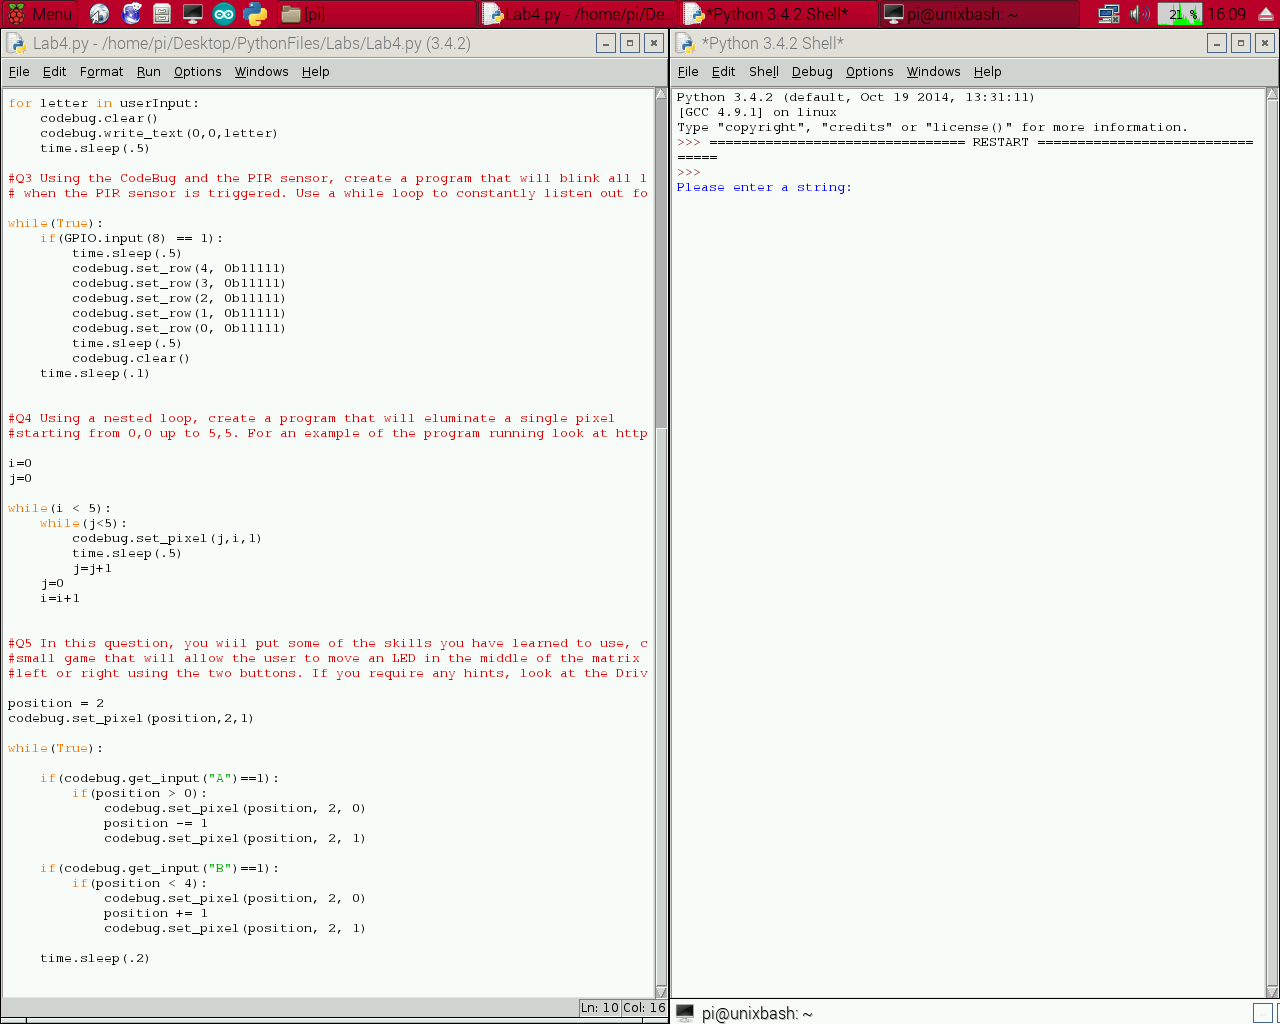 Menu
[pi]
Lab4.py - /home/pi/De...
*Python 3.4.2 Shell*
pi@unixbash: ~
21 %
16:09
Lab4.py - /home/pi/Desktop/PythonFiles/Labs/Lab4.py (3.4.2)
File Edit Format Run Options Windows Help
for letter in userInput:
    codebug.clear()
    codebug.write_text(0,0,letter)
    time.sleep(.5)
#Q3 Using the CodeBug and the PIR sensor, create a program that will blink all l
# when the PIR sensor is triggered. Use a while loop to constantly listen out fo
while(True):
    if(GPIO.input(8) == 1):
        time.sleep(.5)
        codebug.set_row(4, 0b11111)
        codebug.set_row(3, 0b11111)
        codebug.set_row(2, 0b11111)
        codebug.set_row(1, 0b11111)
        codebug.set_row(0, 0b11111)
        time.sleep(.5)
        codebug.clear()
    time.sleep(.1)
#Q4 Using a nested loop, create a program that will eluminate a single pixel
#starting from 0,0 up to 5,5. For an example of the program running look at http
i=0
j=0
while(i < 5):
    while(j<5):
        codebug.set_pixel(j,i,1)
        time.sleep(.5)
        j=j+1
    j=0
    i=i+1
#Q5 In this question, you wiil put some of the skills you have learned to use, c
#small game that will allow the user to move an LED in the middle of the matrix
#left or right using the two buttons. If you require any hints, look at the Driv
position = 2
codebug.set_pixel(position,2,1)
while(True):
    if(codebug.get_input("A")==1):
        if(position > 0):
            codebug.set_pixel(position, 2, 0)
            position -= 1
            codebug.set_pixel(position, 2, 1)
    if(codebug.get_input("B")==1):
        if(position < 4):
            codebug.set_pixel(position, 2, 0)
            position += 1
            codebug.set_pixel(position, 2, 1)
    time.sleep(.2)
Ln: 10 Col: 16
*Python 3.4.2 Shell*
File Edit Shell Debug Options Windows Help
Python 3.4.2 (default, Oct 19 2014, 13:31:11)
[GCC 4.9.1] on linux
Type "copyright", "credits" or "license()" for more information.
>>> ================================ RESTART ===========================
=====
>>>
Please enter a string:
pi@unixbash: ~